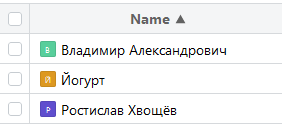 Name ▲
В Владимир Александрович
Й Йогурт
Р Ростислав Хвощёв